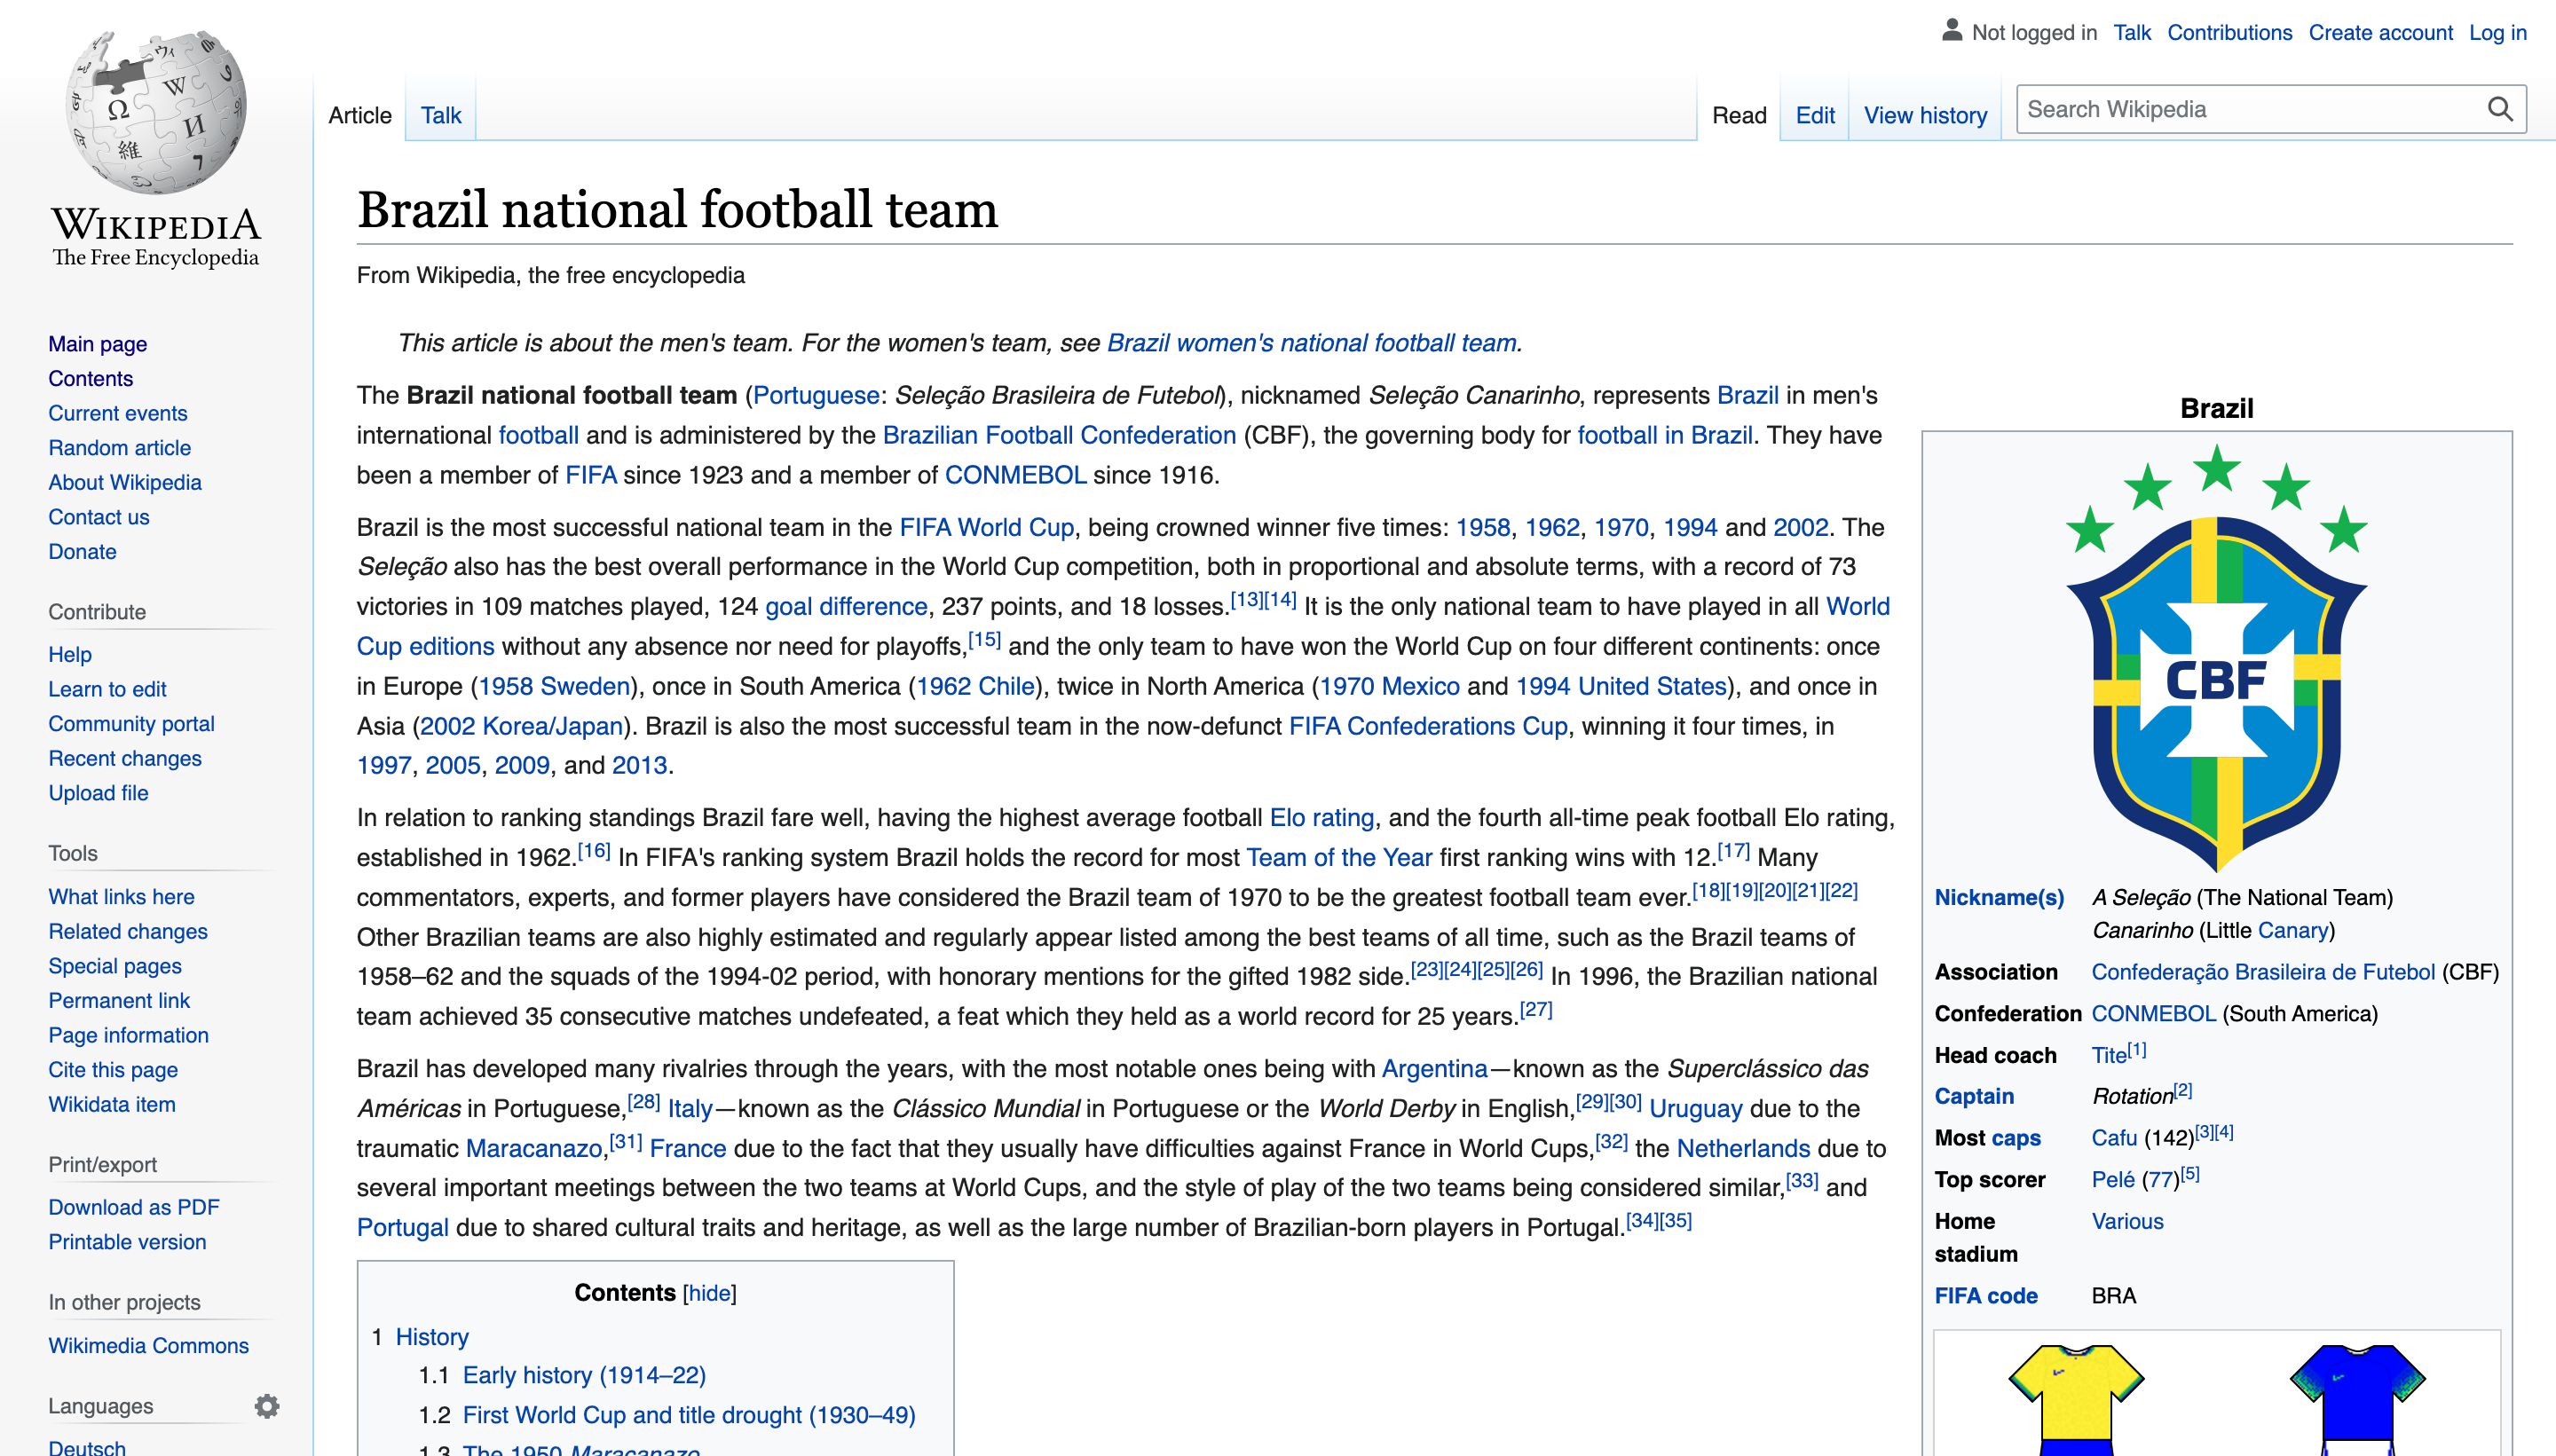 Not logged in Talk Contributions Create account Log in
Article Talk Read Edit View history Search Wikipedia
WIKIPEDIA
The Free Encyclopedia
Main page
Contents
Current events
Random article
About Wikipedia
Contact us
Donate
Contribute
Help
Learn to edit
Community portal
Recent changes
Upload file
Tools
What links here
Related changes
Special pages
Permanent link
Page information
Cite this page
Wikidata item
Print/export
Download as PDF
Printable version
In other projects
Wikimedia Commons
Languages
Deutsch
Brazil national football team
From Wikipedia, the free encyclopedia
This article is about the men's team. For the women's team, see Brazil women's national football team.
The Brazil national football team (Portuguese: Seleção Brasileira de Futebol), nicknamed Seleção Canarinho, represents Brazil in men's
international football and is administered by the Brazilian Football Confederation (CBF), the governing body for football in Brazil. They have
been a member of FIFA since 1923 and a member of CONMEBOL since 1916.
Brazil is the most successful national team in the FIFA World Cup, being crowned winner five times: 1958, 1962, 1970, 1994 and 2002. The
Seleção also has the best overall performance in the World Cup competition, both in proportional and absolute terms, with a record of 73
victories in 109 matches played, 124 goal difference, 237 points, and 18 losses.[13][14] It is the only national team to have played in all World
Cup editions without any absence nor need for playoffs,[15] and the only team to have won the World Cup on four different continents: once
in Europe (1958 Sweden), once in South America (1962 Chile), twice in North America (1970 Mexico and 1994 United States), and once in
Asia (2002 Korea/Japan). Brazil is also the most successful team in the now-defunct FIFA Confederations Cup, winning it four times, in
1997, 2005, 2009, and 2013.
In relation to ranking standings Brazil fare well, having the highest average football Elo rating, and the fourth all-time peak football Elo rating,
established in 1962.[16] In FIFA's ranking system Brazil holds the record for most Team of the Year first ranking wins with 12.[17] Many
commentators, experts, and former players have considered the Brazil team of 1970 to be the greatest football team ever.[18][19][20][21][22]
Other Brazilian teams are also highly estimated and regularly appear listed among the best teams of all time, such as the Brazil teams of
1958–62 and the squads of the 1994-02 period, with honorary mentions for the gifted 1982 side.[23][24][25][26] In 1996, the Brazilian national
team achieved 35 consecutive matches undefeated, a feat which they held as a world record for 25 years.[27]
Brazil has developed many rivalries through the years, with the most notable ones being with Argentina—known as the Superclássico das
Américas in Portuguese,[28] Italy—known as the Clássico Mundial in Portuguese or the World Derby in English,[29][30] Uruguay due to the
traumatic Maracanazo,[31] France due to the fact that they usually have difficulties against France in World Cups,[32] the Netherlands due to
several important meetings between the two teams at World Cups, and the style of play of the two teams being considered similar,[33] and
Portugal due to shared cultural traits and heritage, as well as the large number of Brazilian-born players in Portugal.[34][35]
Contents [hide]
1 History
1.1 Early history (1914–22)
1.2 First World Cup and title drought (1930–49)
1.3 The 1950 Maracanazo
Brazil
CBF
Nickname(s) A Seleção (The National Team)
Canarinho (Little Canary)
Association Confederação Brasileira de Futebol (CBF)
Confederation CONMEBOL (South America)
Head coach Tite[1]
Captain Rotation[2]
Most caps Cafu (142)[3][4]
Top scorer Pelé (77)[5]
Home stadium Various
FIFA code BRA